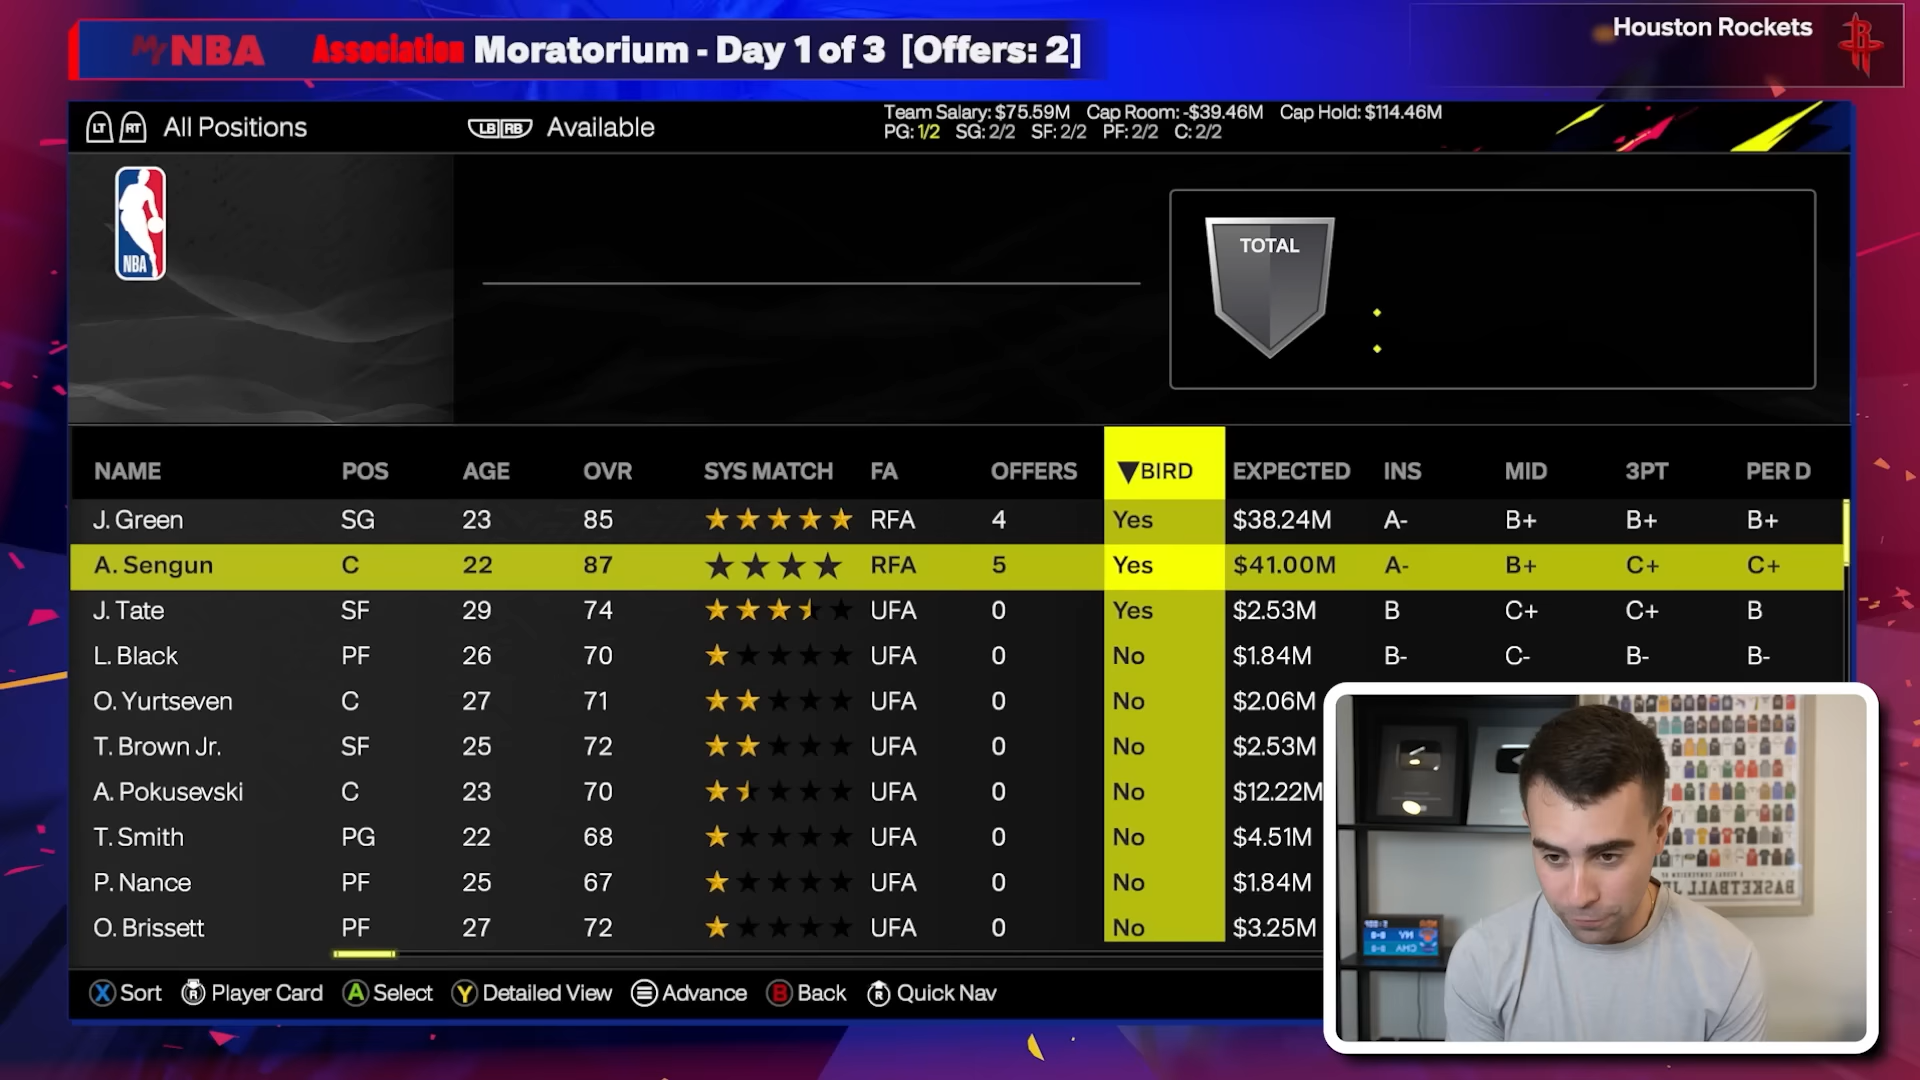 MyNBA Association Moratorium - Day 1 of 3 [Offers: 2]
Houston Rockets
LT RT All Positions LB RB Available
Team Salary: $75.59M Cap Room: -$39.46M Cap Hold: $114.46M
PG: 1/2 SG: 2/2 SF: 2/2 PF: 2/2 C: 2/2
NBA
TOTAL
NAME POS AGE OVR SYS MATCH FA OFFERS ▼BIRD EXPECTED INS MID 3PT PER D
J. Green SG 23 85 RFA 4 Yes $38.24M A- B+ B+ B+
A. Sengun C 22 87 RFA 5 Yes $41.00M A- B+ C+ C+
J. Tate SF 29 74 UFA 0 Yes $2.53M B C+ C+ B
L. Black PF 26 70 UFA 0 No $1.84M B- C- B- B-
O. Yurtseven C 27 71 UFA 0 No $2.06M
T. Brown Jr. SF 25 72 UFA 0 No $2.53M
A. Pokusevski C 23 70 UFA 0 No $12.22M
T. Smith PG 22 68 UFA 0 No $4.51M
P. Nance PF 25 67 UFA 0 No $1.84M
O. Brissett PF 27 72 UFA 0 No $3.25M
BASKETBALL JE
X Sort R Player Card A Select Y Detailed View Advance B Back R Quick Nav